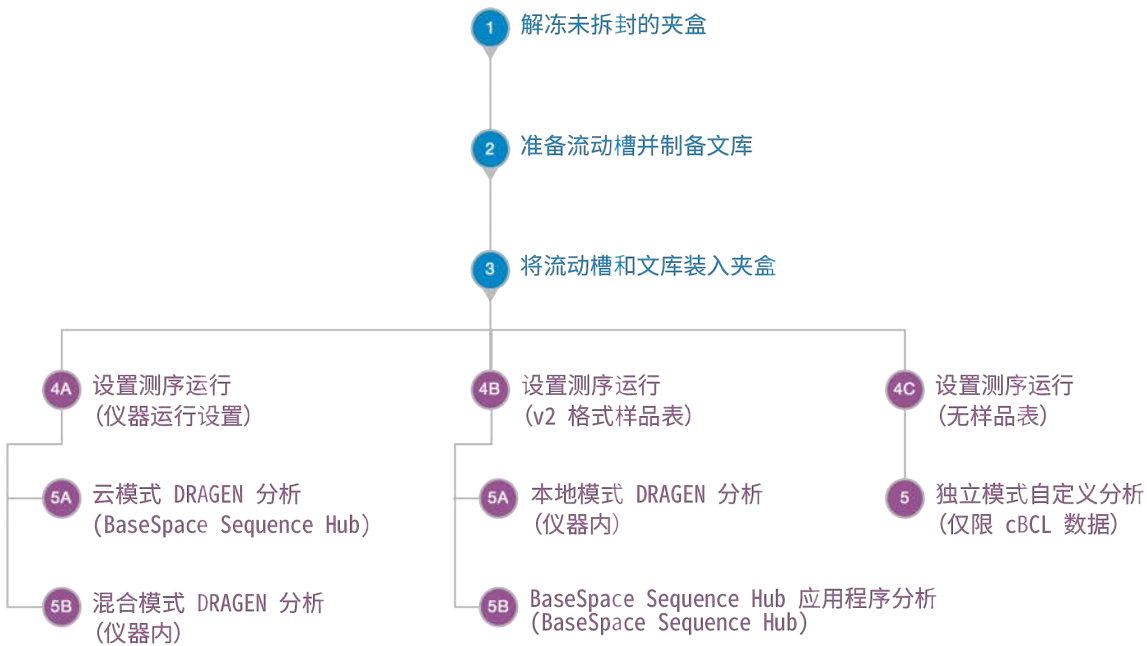 1 解冻未拆封的夹盒
2 准备流动槽并制备文库
3 将流动槽和文库装入夹盒
4A 设置测序运行
(仪器运行设置)
5A 云模式 DRAGEN 分析
(BaseSpace Sequence Hub)
5B 混合模式 DRAGEN 分析
(仪器内)
4B 设置测序运行
(v2 格式样品表)
5A 本地模式 DRAGEN 分析
(仪器内)
5B BaseSpace Sequence Hub 应用程序分析
(BaseSpace Sequence Hub)
4C 设置测序运行
(无样品表)
5 独立模式自定义分析
(仅限 cBCL 数据)